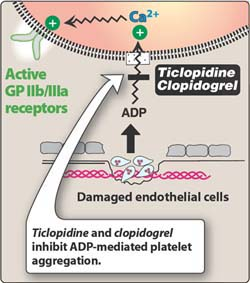 Ca2+
+
+
Active
GP IIb/IIIa
receptors
Ticlopidine
Clopidogrel
ADP
Damaged endothelial cells
Ticlopidine and clopidogrel
inhibit ADP-mediated platelet
aggregation.